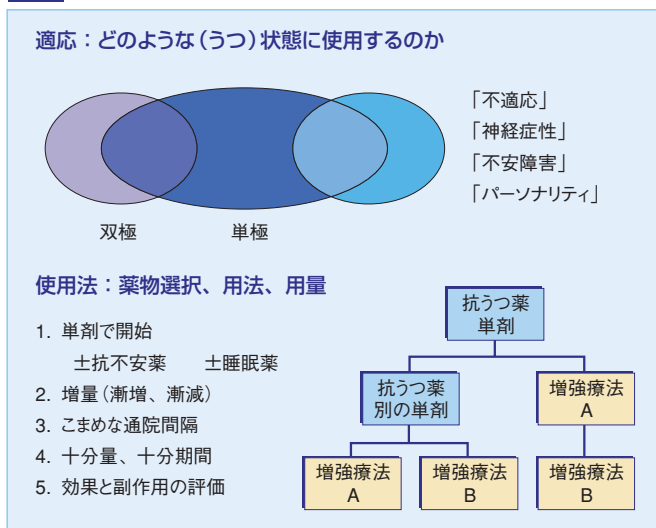 適応：どのような（うつ）状態に使用するのか
「不適応」
「神経症性」
「不安障害」
「パーソナリティ」
双極
単極
使用法：薬物選択、用法、用量
1. 単剤で開始
士抗不安薬 士睡眠薬
2. 増量（漸増、漸減）
3. こまめな通院間隔
4. 十分量、十分期間
5. 効果と副作用の評価
抗うつ薬
単剤
抗うつ薬
別の単剤
増強療法
A
増強療法
A
増強療法
B
増強療法
B